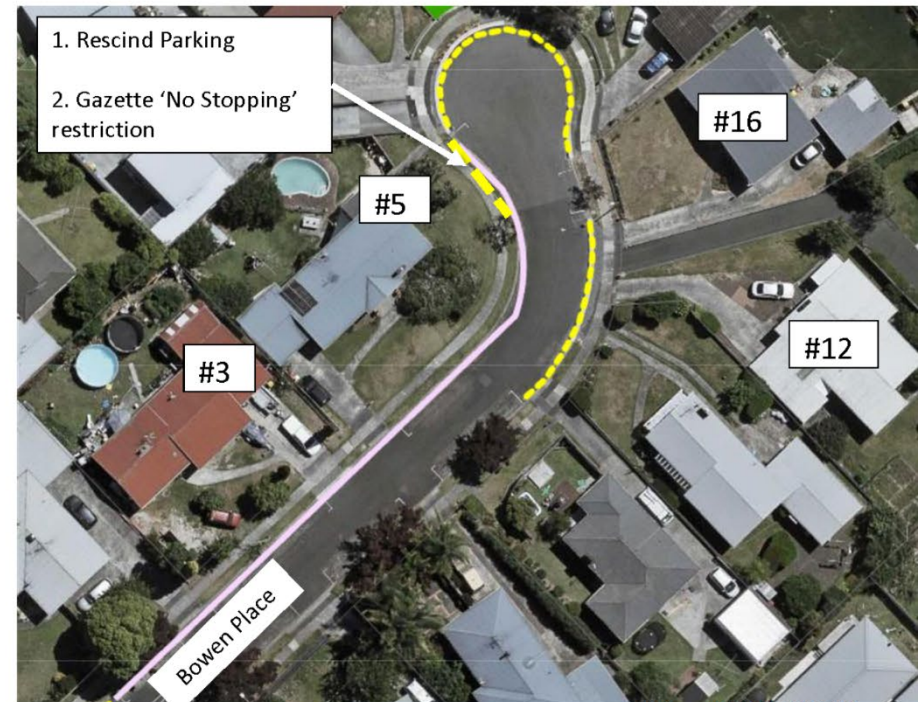 1. Rescind Parking
2. Gazette ‘No Stopping’
restriction
#16
#5
#12
#3
Bowen Place